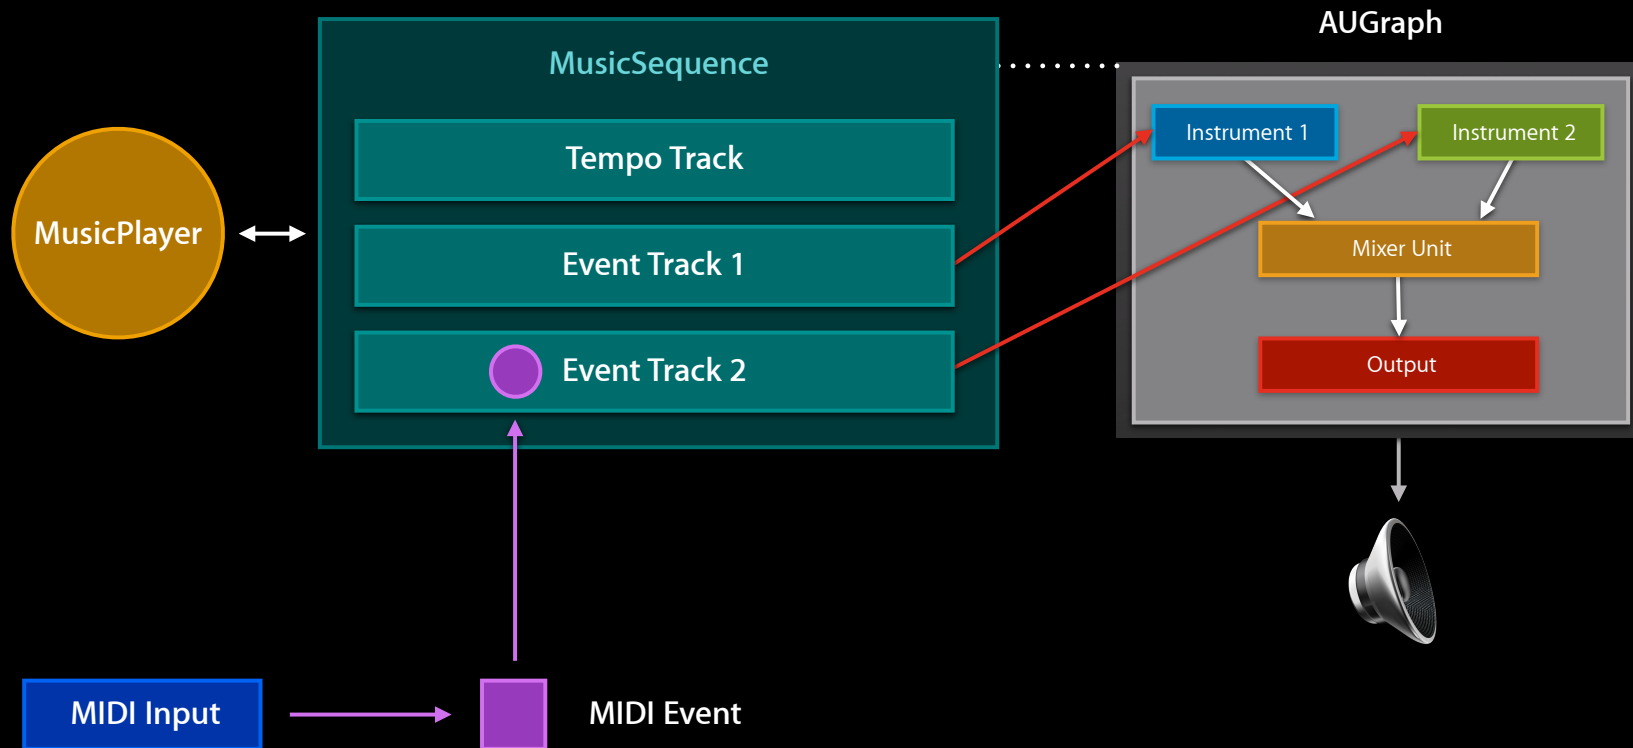 AUGraph
MusicSequence
Tempo Track
Instrument 1
Instrument 2
MusicPlayer
Event Track 1
Mixer Unit
Event Track 2
Output
MIDI Input
MIDI Event